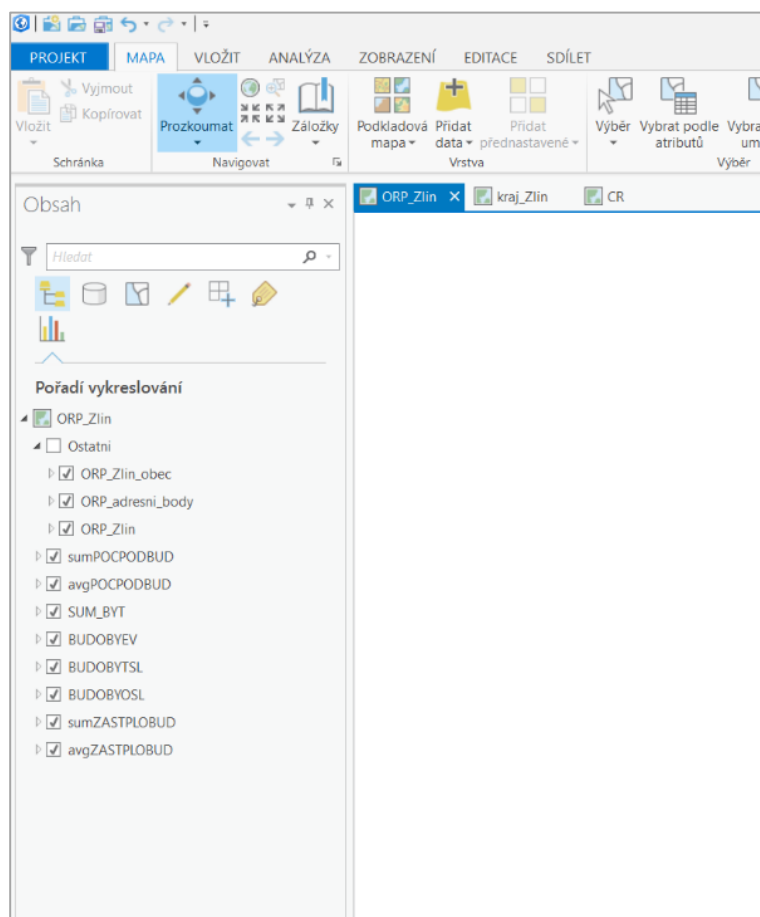 PROJEKT MAPA VLOŽIT ANALÝZA ZOBRAZENÍ EDITACE SDÍLET
Vložit
Vyjmout
Kopírovat
Schránka
Prozkoumat
Záložky
Navigovat
Podkladová mapa
Přidat data
Přidat přednastavené
Vrstva
Výběr
Vybrat podle atributů
Výběr
Obsah
ORP_Zlin
kraj_Zlin
CR
Hledat
Pořadí vykreslování
ORP_Zlin
Ostatni
ORP_Zlin_obec
ORP_adresni_body
ORP_Zlin
sumPOCPODBUD
avgPOCPODBUD
SUM_BYT
BUDOBYEV
BUDOBYTSL
BUDOBYOSL
sumZASTPLOBUD
avgZASTPLOBUD